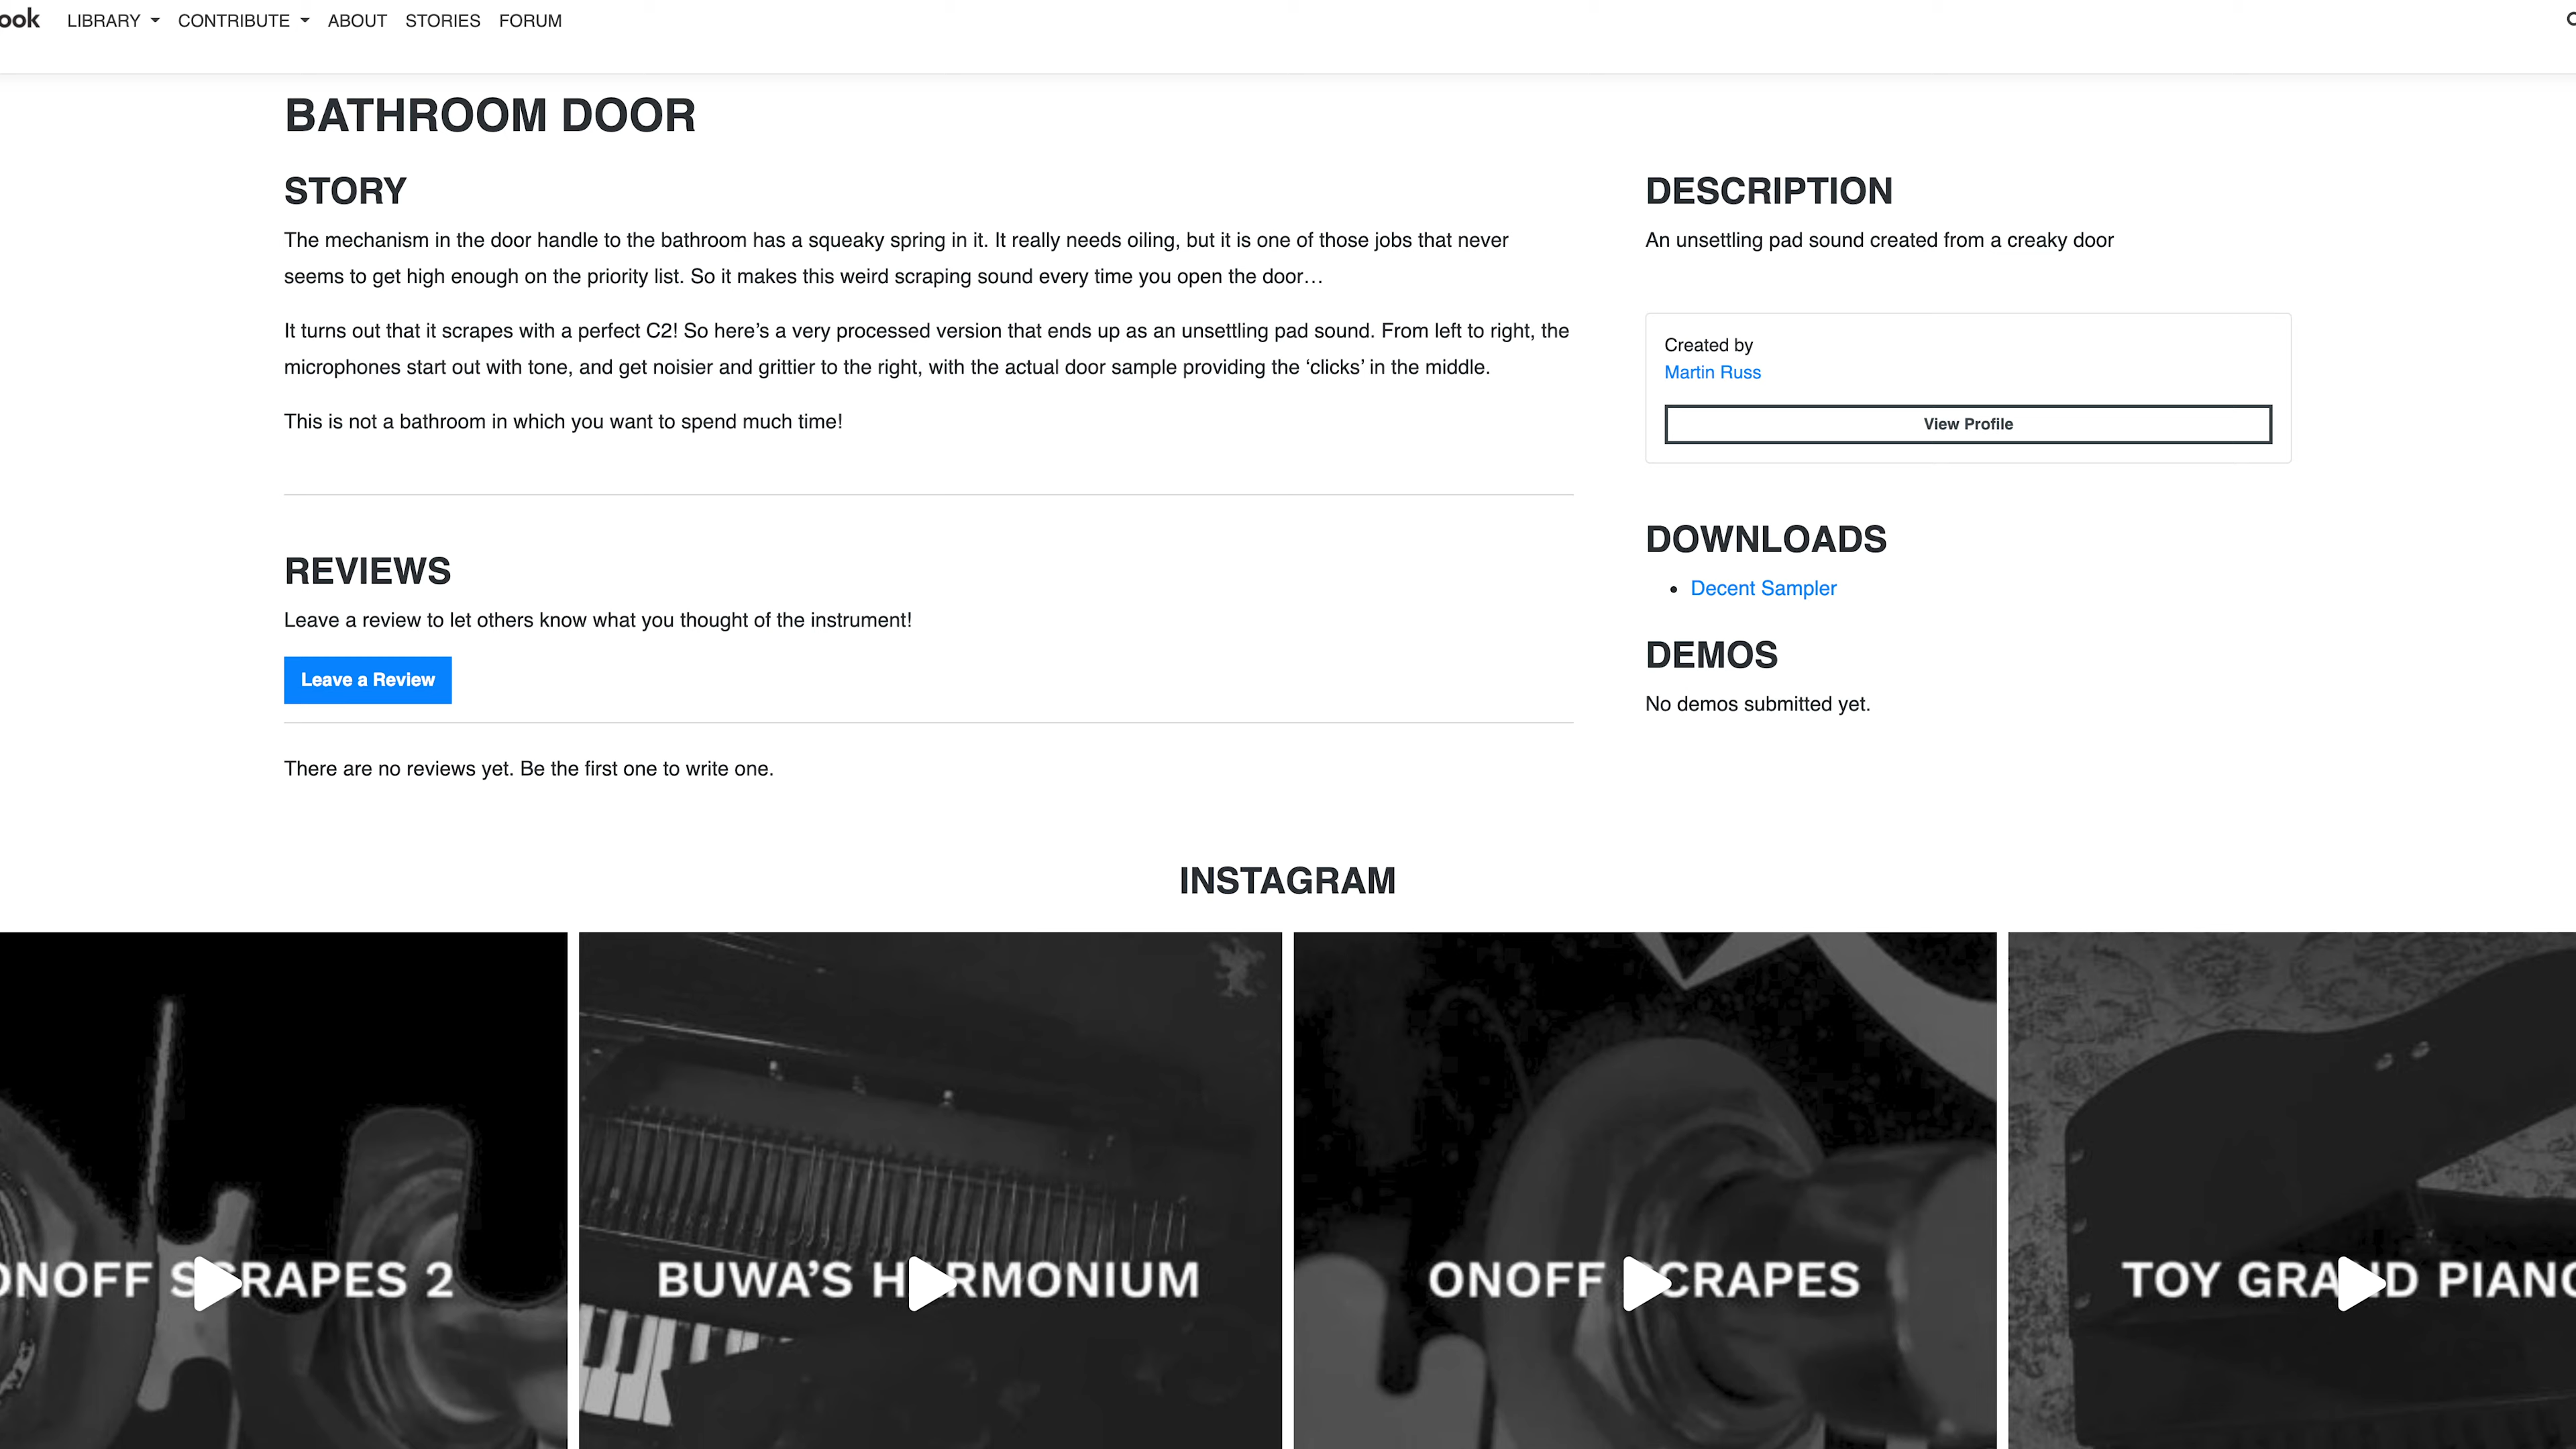 ook LIBRARY CONTRIBUTE ABOUT STORIES FORUM
BATHROOM DOOR
STORY
The mechanism in the door handle to the bathroom has a squeaky spring in it. It really needs oiling, but it is one of those jobs that never
seems to get high enough on the priority list. So it makes this weird scraping sound every time you open the door…
It turns out that it scrapes with a perfect C2! So here’s a very processed version that ends up as an unsettling pad sound. From left to right, the
microphones start out with tone, and get noisier and grittier to the right, with the actual door sample providing the ‘clicks’ in the middle.
This is not a bathroom in which you want to spend much time!
REVIEWS
Leave a review to let others know what you thought of the instrument!
Leave a Review
There are no reviews yet. Be the first one to write one.
DESCRIPTION
An unsettling pad sound created from a creaky door
Created by
Martin Russ
View Profile
DOWNLOADS
Decent Sampler
DEMOS
No demos submitted yet.
INSTAGRAM
ONOFF SCRAPES 2
BUWA’S HARMONIUM
ONOFF SCRAPES
TOY GRAND PIANO